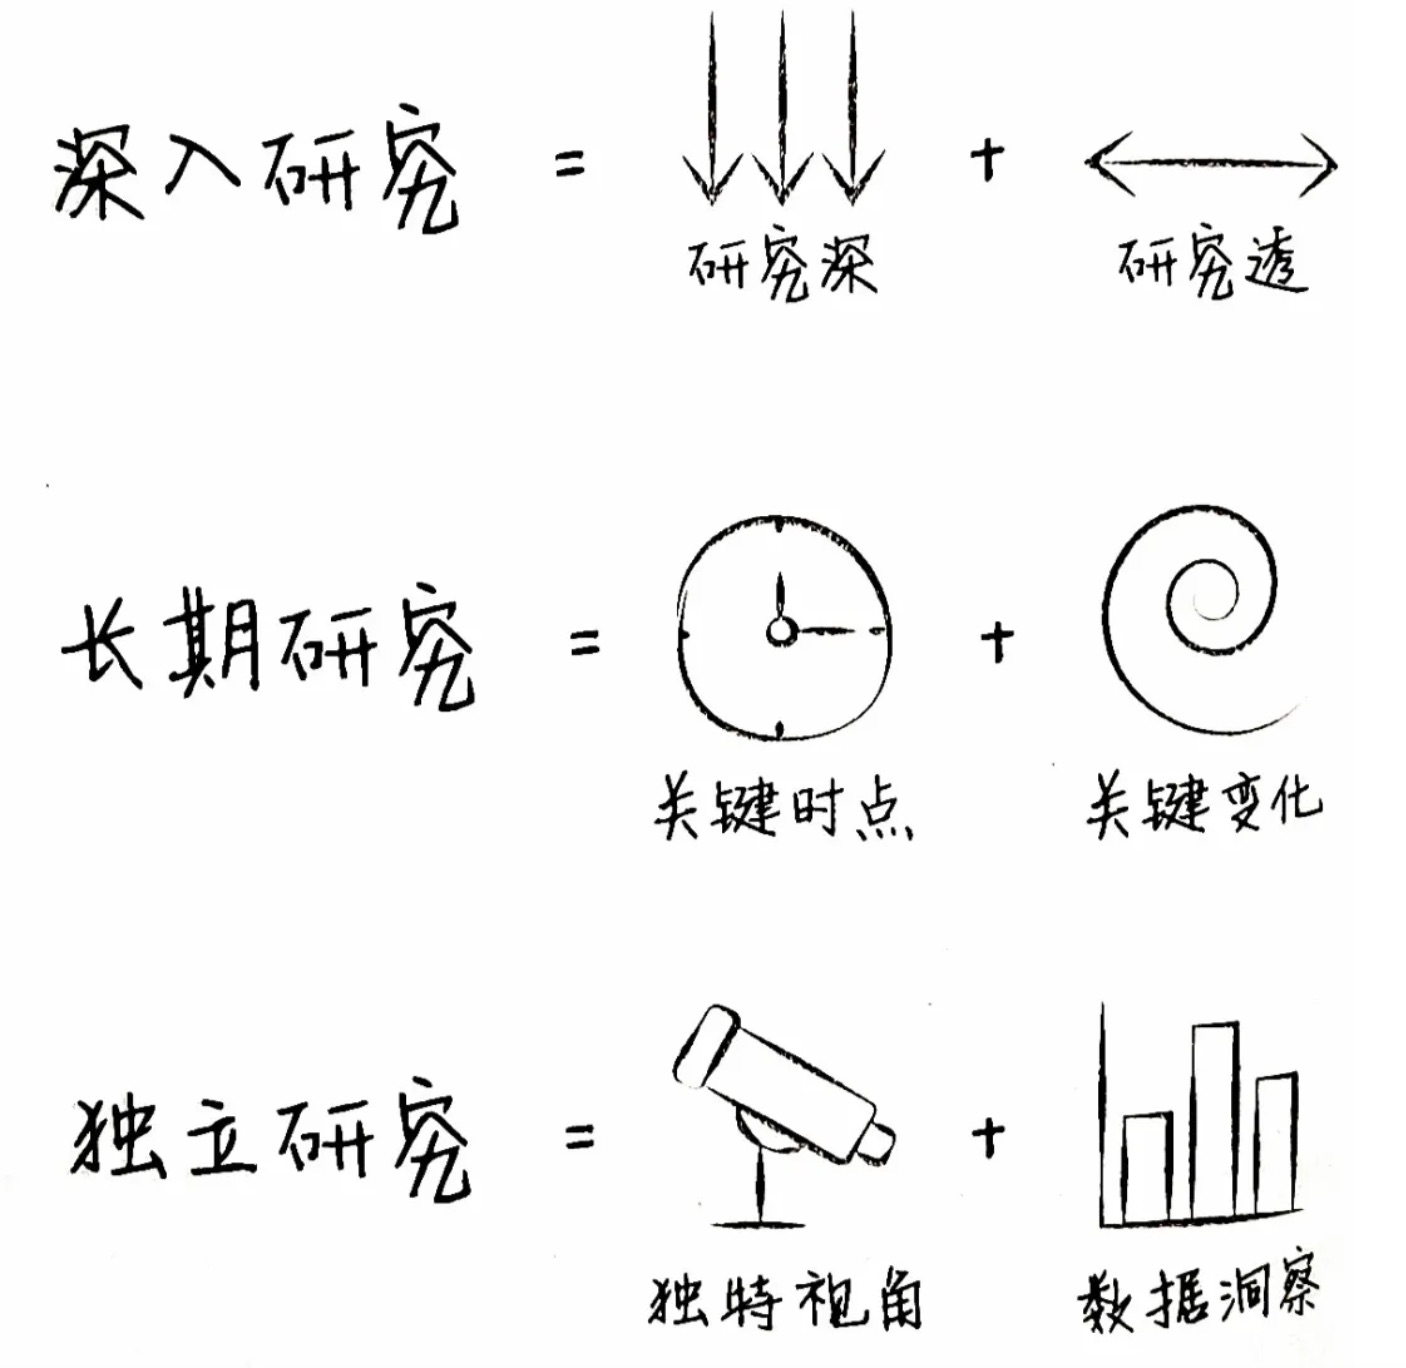 深入研究 = +
研究深 研究透
长期研究 = +
关键时点 关键变化
独立研究 = +
独特视角 数据洞察